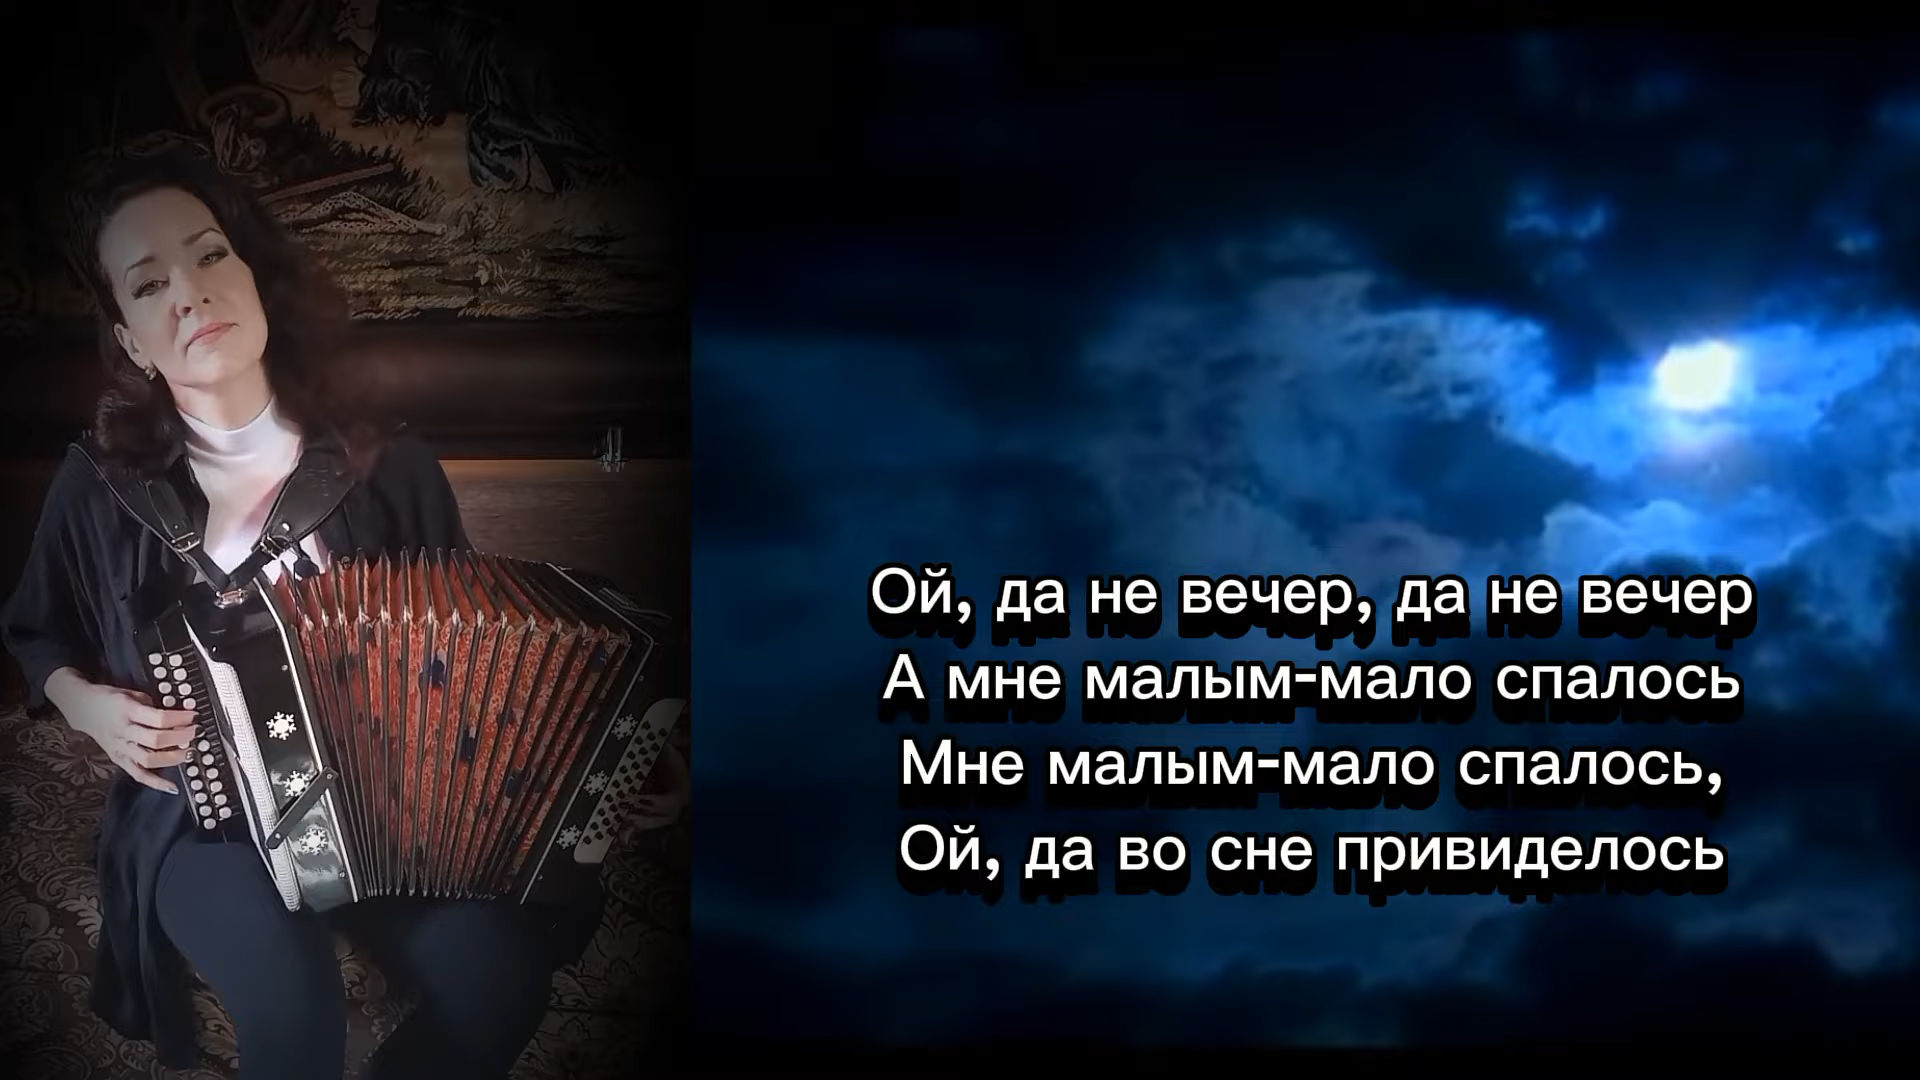 Ой, да не вечер, да не вечер
А мне малым-мало спалось
Мне малым-мало спалось,
Ой, да во сне привиделось